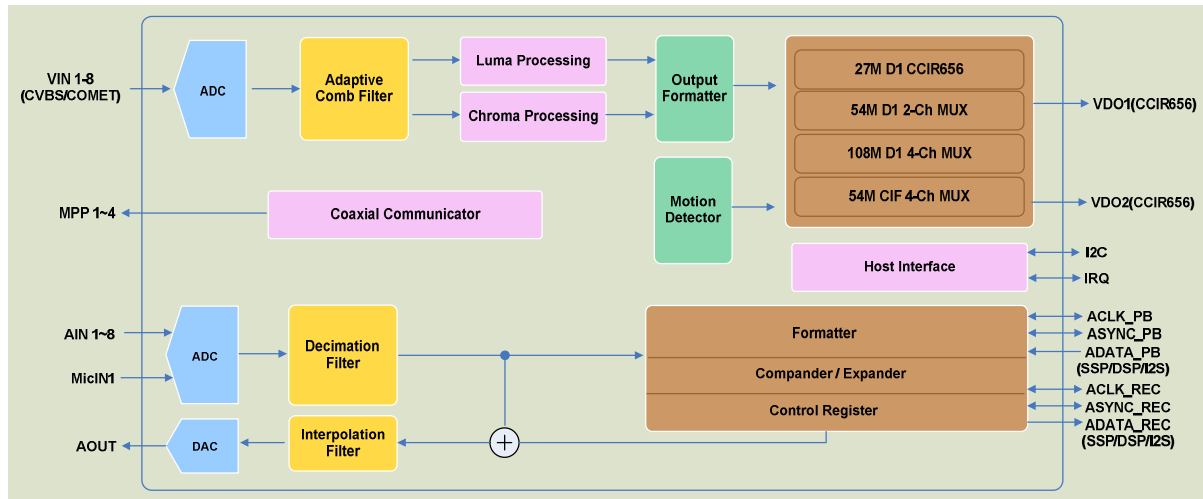 VIN 1-8
(CVBS/COMET)
ADC
Adaptive
Comb Filter
Luma Processing
Chroma Processing
Output
Formatter
27M D1 CCIR656
54M D1 2-Ch MUX
108M D1 4-Ch MUX
54M CIF 4-Ch MUX
VDO1(CCIR656)
VDO2(CCIR656)
MPP 1~4
Coaxial Communicator
Motion
Detector
Host Interface
I2C
IRQ
AIN 1~8
MicIN1
ADC
Decimation
Filter
Formatter
Compander / Expander
Control Register
ACLK_PB
ASYNC_PB
ADATA_PB
(SSP/DSP/I2S)
ACLK_REC
ASYNC_REC
ADATA_REC
(SSP/DSP/I2S)
AOUT
DAC
Interpolation
Filter
+